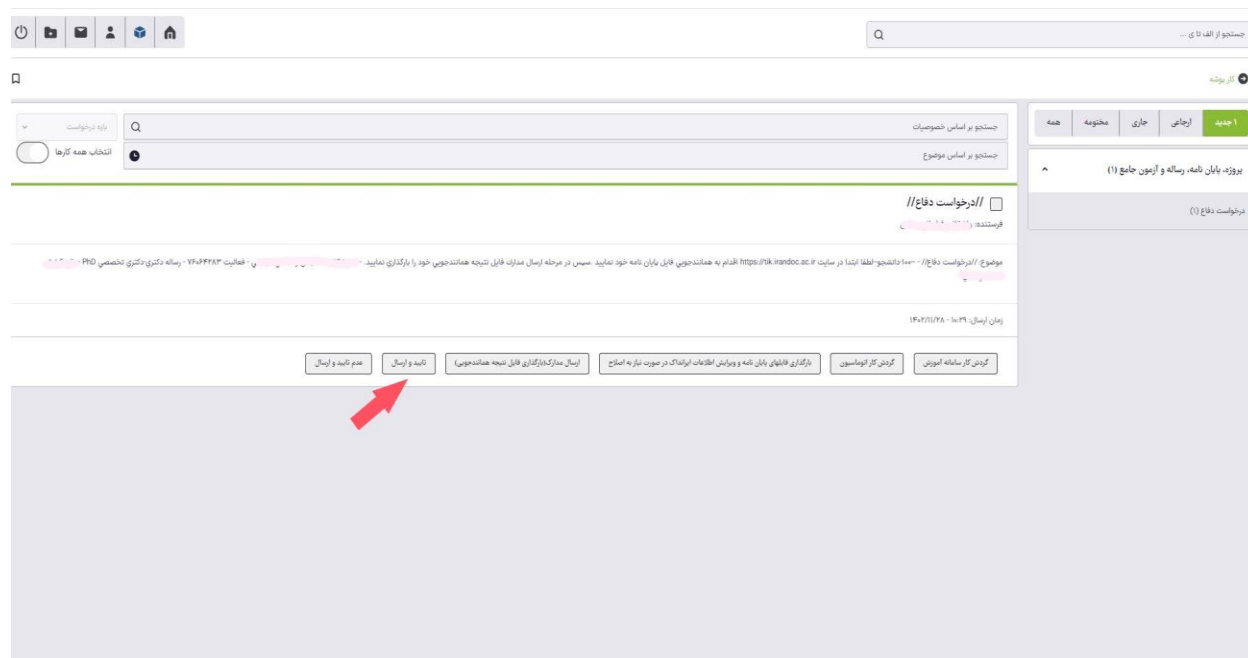 جستجو از الف تا ی ...
کار پوشه
۱ جدید
ارجاعی
جاری
مختومه
همه
پروژه، پایان نامه، رساله و آزمون جامع (۱)
درخواست دفاع (۱)
جستجو بر اساس خصوصیات
بازه درخواست
جستجو بر اساس موضوع
انتخاب همه کارها
//درخواست دفاع//
فرستنده:
موضوع: //درخواست دفاع// - ۱۰۰-دانشجو-لطفا ابتدا در سایت https://tik.irandoc.ac.ir اقدام به همانندجویی فایل پایان نامه خود نمایید .سپس در مرحله ارسال مدارک فایل نتیجه همانندجویی خود را بارگذاری نمایید. - - فعالیت ۷۶۰۶۴۲۸۳ - رساله دکتری-دکتری تخصصی PhD -
زمان ارسال: ۱۰:۲۹ - ۱۴۰۲/۱۱/۲۸
گردش کار سامانه آموزش
گردش کار اتوماسیون
بارگذاری فایلهای پایان نامه و ویرایش اطلاعات ایرانداک در صورت نیاز به اصلاح
ارسال مدارک(بارگذاری فایل نتیجه همانندجویی)
تایید و ارسال
عدم تایید و ارسال